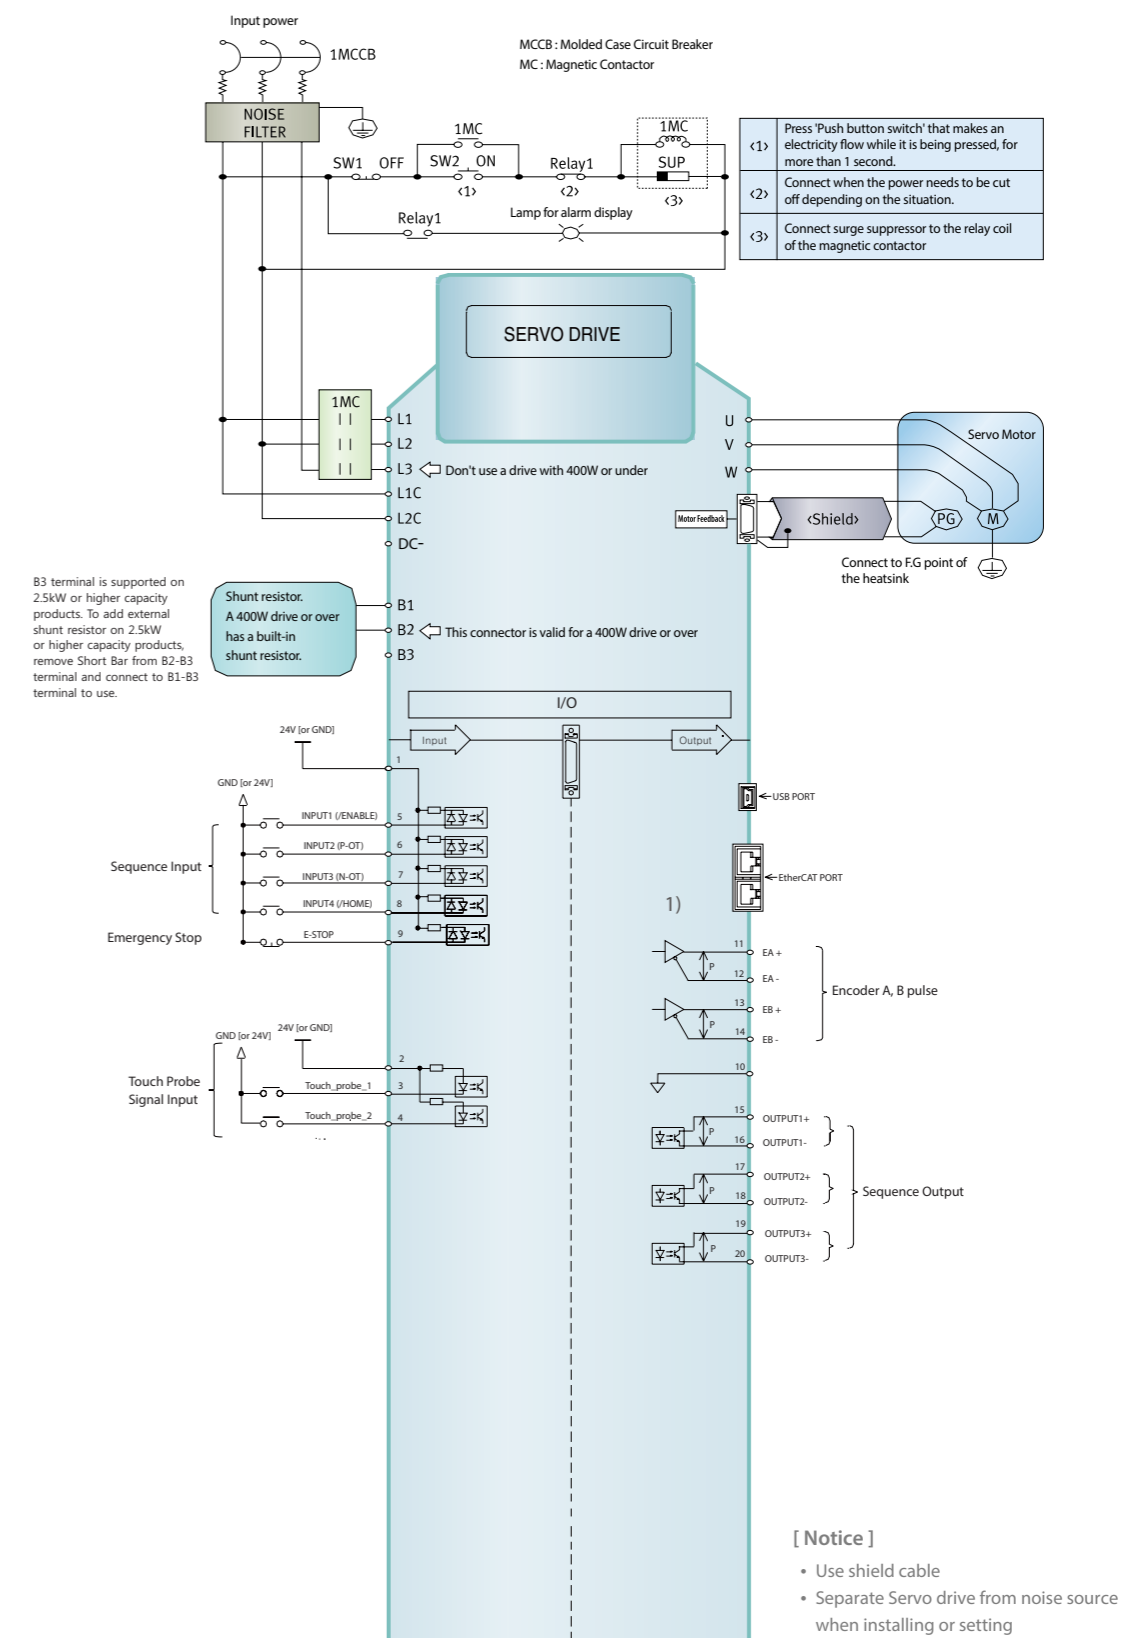 Input power
1MCCB
MCCB : Molded Case Circuit Breaker
MC : Magnetic Contactor
NOISE
FILTER
1MC
SW1 OFF
SW2 ON
‹1›
Relay1
‹2›
1MC
SUP
‹3›
Relay1
Lamp for alarm display
‹1› Press 'Push button switch' that makes an
electricity flow while it is being pressed, for
more than 1 second.
‹2› Connect when the power needs to be cut
off depending on the situation.
‹3› Connect surge suppressor to the relay coil
of the magnetic contactor
SERVO DRIVE
1MC
L1
L2
L3 Don't use a drive with 400W or under
L1C
L2C
DC-
U
V
W
Servo Motor
Motor Feedback
‹Shield›
PG
M
Connect to F.G point of
the heatsink
B3 terminal is supported on
2.5kW or higher capacity
products. To add external
shunt resistor on 2.5kW
or higher capacity products,
remove Short Bar from B2-B3
terminal and connect to B1-B3
terminal to use.
Shunt resistor.
A 400W drive or over
has a built-in
shunt resistor.
B1
B2 This connector is valid for a 400W drive or over
B3
I/O
Input
Output
24V [or GND]
1
GND [or 24V]
INPUT1 (/ENABLE) 5
INPUT2 (P-OT) 6
INPUT3 (N-OT) 7
INPUT4 (/HOME) 8
E-STOP 9
Sequence Input
Emergency Stop
USB PORT
EtherCAT PORT
1)
11 EA +
P
12 EA -
13 EB +
P
14 EB -
Encoder A, B pulse
10
GND [or 24V]
24V [or GND]
2
Touch_probe_1 3
Touch_probe_2 4
Touch Probe
Signal Input
15 OUTPUT1+
P
16 OUTPUT1-
17 OUTPUT2+
P
18 OUTPUT2-
19 OUTPUT3+
P
20 OUTPUT3-
Sequence Output
[ Notice ]
• Use shield cable
• Separate Servo drive from noise source
when installing or setting